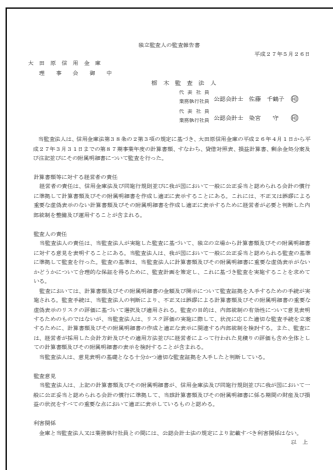 独立監査人の監査報告書
平成27年5月26日
太田原信用金庫
理事会御中
栃木監査法人
代表社員
業務執行社員 公認会計士 佐藤 千鶴子 ㊞
代表社員
業務執行社員 公認会計士 菊官 守 ㊞
当監査法人は、信用金庫法第38条の2第3項の規定に基づき、大田原信用金庫の平成26年4月1日から平
成27年3月31日までの第87期事業年度の計算書類、すなわち、貸借対照表、損益計算書、剰余金処分案及
び注記並びにその附属明細書について監査を行った。
計算書類等に対する経営者の責任
経営者の責任は、信用金庫法及び同施行規則並びに我が国において一般に公正妥当と認められる会計の慣行
に準拠して計算書類及びその附属明細書を作成し適正に表示することにある。これには、不正又は誤謬による
重要な虚偽表示のない計算書類及びその附属明細書を作成し適正に表示するために経営者が必要と判断した内
部統制を整備及び運用することが含まれる。
監査人の責任
当監査法人の責任は、当監査法人が実施した監査に基づいて、独立の立場から計算書類及びその附属明細書
に対する意見を表明することにある。当監査法人は、我が国において一般に公正妥当と認められる監査の基準
に準拠して監査を行った。監査の基準は、当監査法人に計算書類及びその附属明細書に重要な虚偽表示がない
かどうかについて合理的な保証を得るために、監査計画を策定し、これに基づき監査を実施することを求めて
いる。
監査においては、計算書類及びその附属明細書の金額及び開示について監査証拠を入手するための手続が実
施される。監査手続は、当監査法人の判断により、不正又は誤謬による計算書類及びその附属明細書の重要な
虚偽表示のリスクの評価に基づいて選択及び適用される。監査の目的は、内部統制の有効性について意見表明
するためのものではないが、当監査法人は、リスク評価の実施に際して、状況に応じた適切な監査手続を立案
するために、計算書類及びその附属明細書の作成と適正な表示に関連する内部統制を検討する。また、監査に
は、経営者が採用した会計方針及びその適用方法並びに経営者によって行われた見積りの評価も含め全体とし
ての計算書類及びその附属明細書の表示を検討することが含まれる。
当監査法人は、意見表明の基礎となる十分かつ適切な監査証拠を入手したと判断している。
監査意見
当監査法人は、上記の計算書類及びその附属明細書が、信用金庫法及び同施行規則並びに我が国において一
般に公正妥当と認められる会計の慣行に準拠して、当該計算書類及びその附属明細書に係る期間の財産及び損
益の状況をすべての重要な点において適正に表示しているものと認める。
利害関係
金庫と当監査法人又は業務執行社員との間には、公認会計士法の規定により記載すべき利害関係はない。
以上